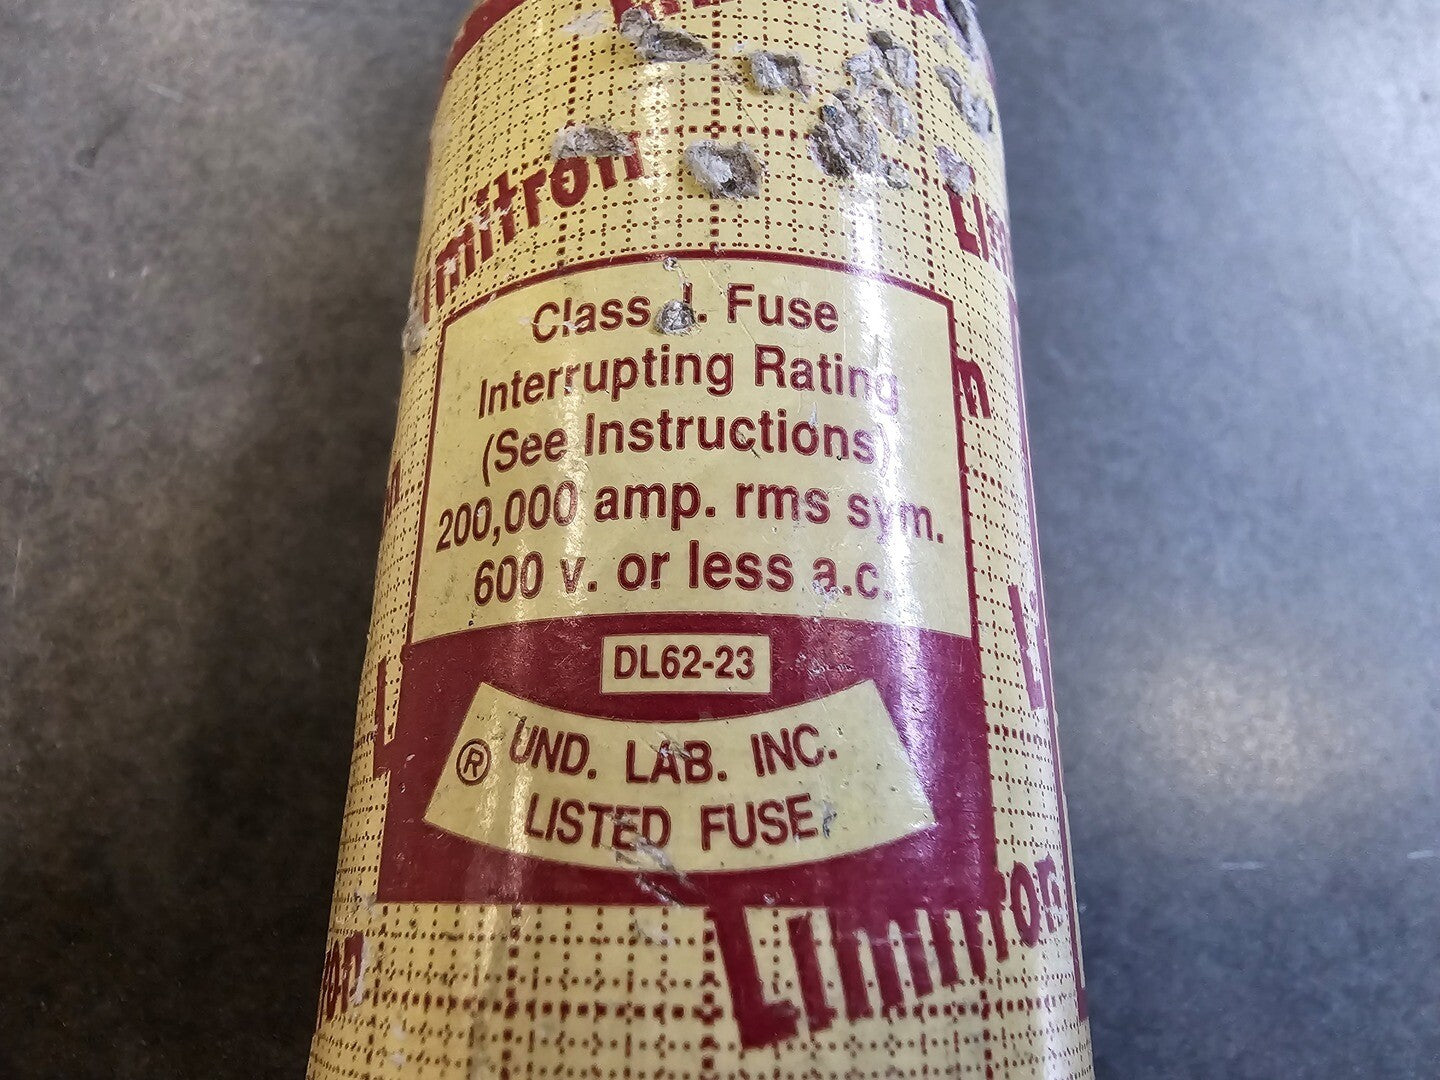 Limitron
Class J. Fuse
Interrupting Rating
(See Instructions)
200,000 amp. rms sym.
600 v. or less a.c.
DL62-23
® UND. LAB. INC.
LISTED FUSE
Limitron